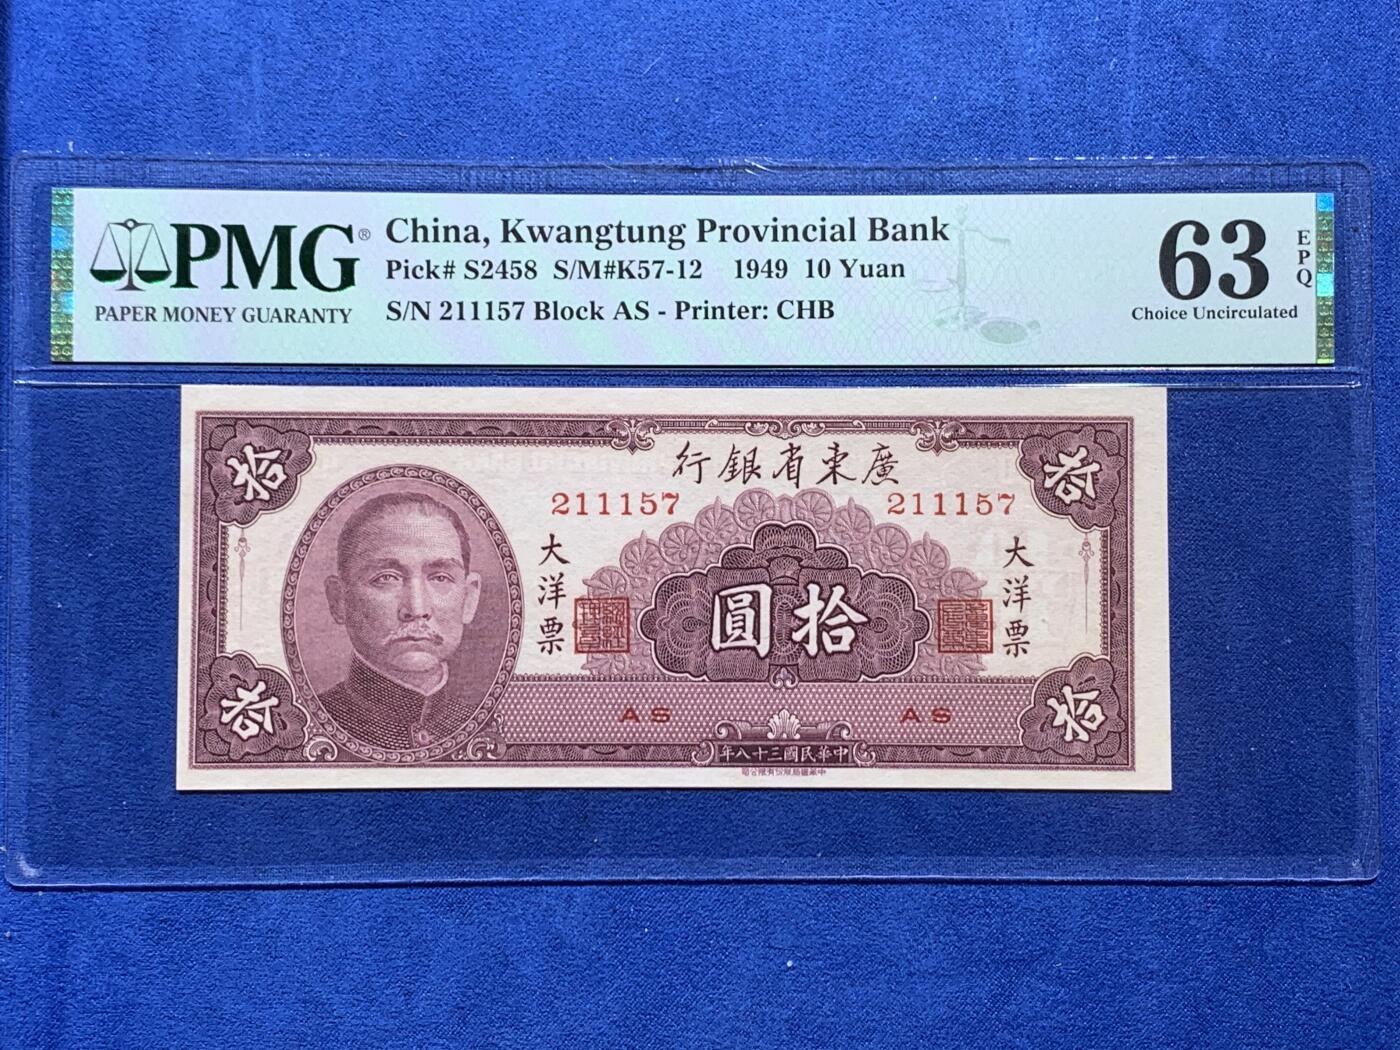 PMG®
PAPER MONEY GUARANTY
China, Kwangtung Provincial Bank
Pick# S2458 S/M#K57-12 1949 10 Yuan
S/N 211157 Block AS - Printer: CHB
63
EPQ
Choice Uncirculated
拾
拾
行銀省東廣
211157
211157
大洋票
大洋票
圓拾
AS
AS
拾
拾
年八十三國民華中